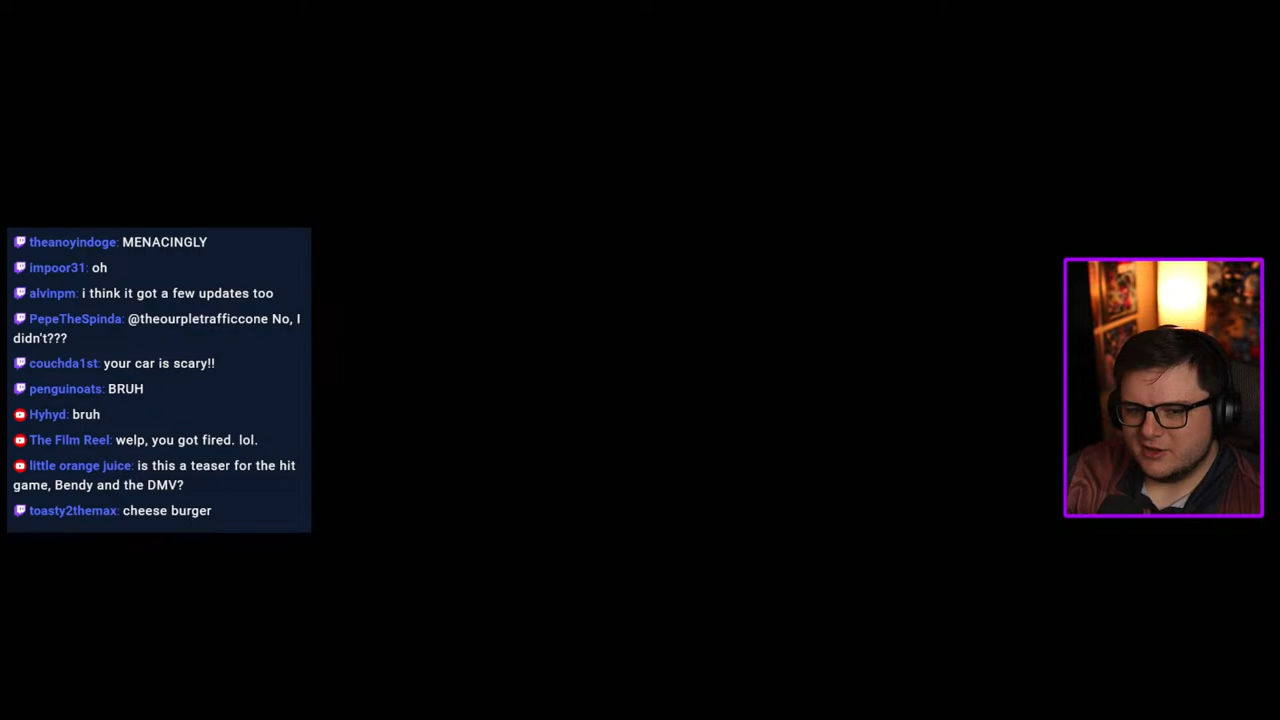 theanoyindoge: MENACINGLY
impoor31: oh
alvinpm: i think it got a few updates too
PepeTheSpinda: @theourpletrafficcone No, I
didn't???
couchda1st: your car is scary!!
penguinoats: BRUH
Hyhyd: bruh
The Film Reel: welp, you got fired. lol.
little orange juice: is this a teaser for the hit
game, Bendy and the DMV?
toasty2themax: cheese burger